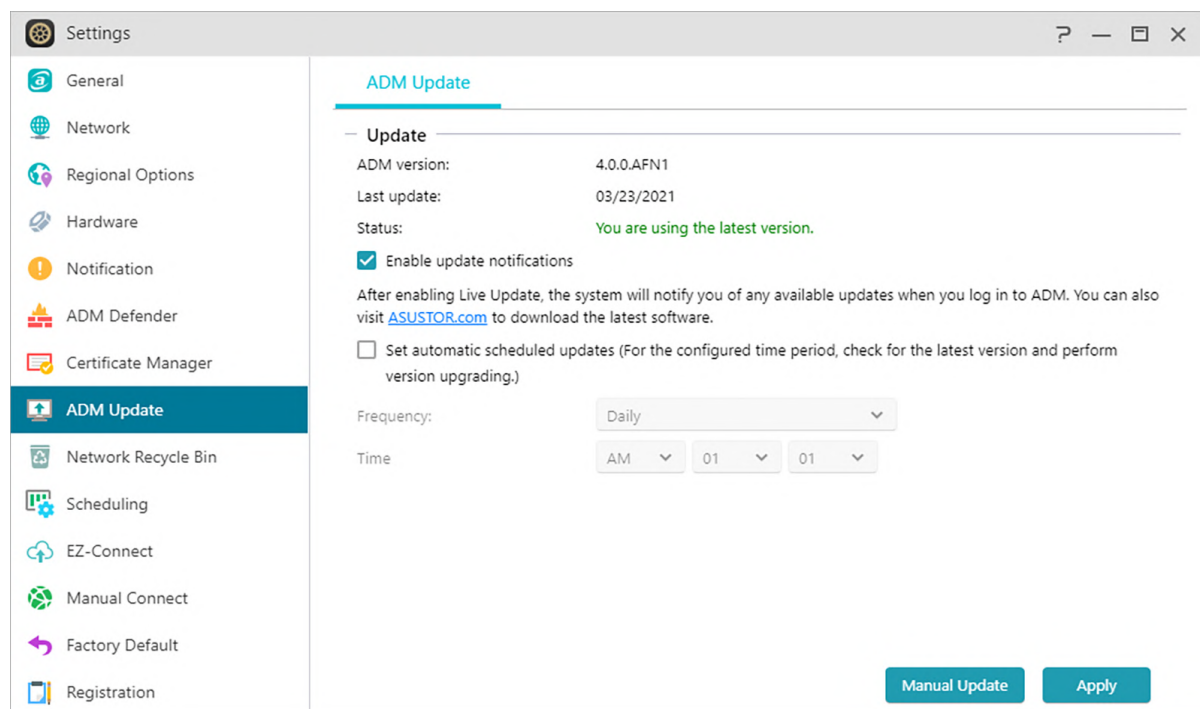 Settings
General
Network
Regional Options
Hardware
Notification
ADM Defender
Certificate Manager
ADM Update
Network Recycle Bin
Scheduling
EZ-Connect
Manual Connect
Factory Default
Registration
ADM Update
Update
ADM version: 4.0.0.AFN1
Last update: 03/23/2021
Status: You are using the latest version.
Enable update notifications
After enabling Live Update, the system will notify you of any available updates when you log in to ADM. You can also
visit ASUSTOR.com to download the latest software.
Set automatic scheduled updates (For the configured time period, check for the latest version and perform
version upgrading.)
Frequency: Daily
Time AM 01 01
Manual Update Apply